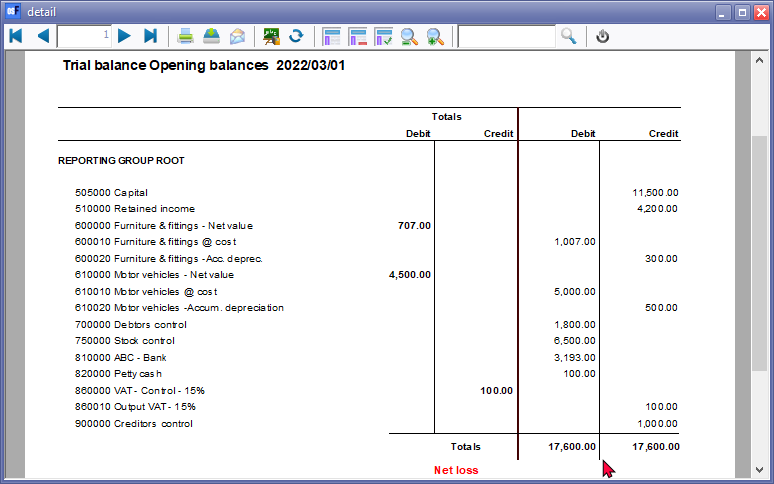 detail
1
Trial balance Opening balances 2022/03/01
Totals
Debit Credit Debit Credit
REPORTING GROUP ROOT
505000 Capital 11,500.00
510000 Retained income 4,200.00
600000 Furniture & fittings - Net value 707.00
600010 Furniture & fittings @ cost 1,007.00
600020 Furniture & fittings -Acc. deprec. 300.00
610000 Motor vehicles - Net value 4,500.00
610010 Motor vehicles @ cost 5,000.00
610020 Motor vehicles -Accum. depreciation 500.00
700000 Debtors control 1,800.00
750000 Stock control 6,500.00
810000 ABC - Bank 3,193.00
820000 Petty cash 100.00
860000 VAT - Control - 15% 100.00
860010 Output VAT - 15% 100.00
900000 Creditors control 1,000.00
Totals 17,600.00 17,600.00
Net loss